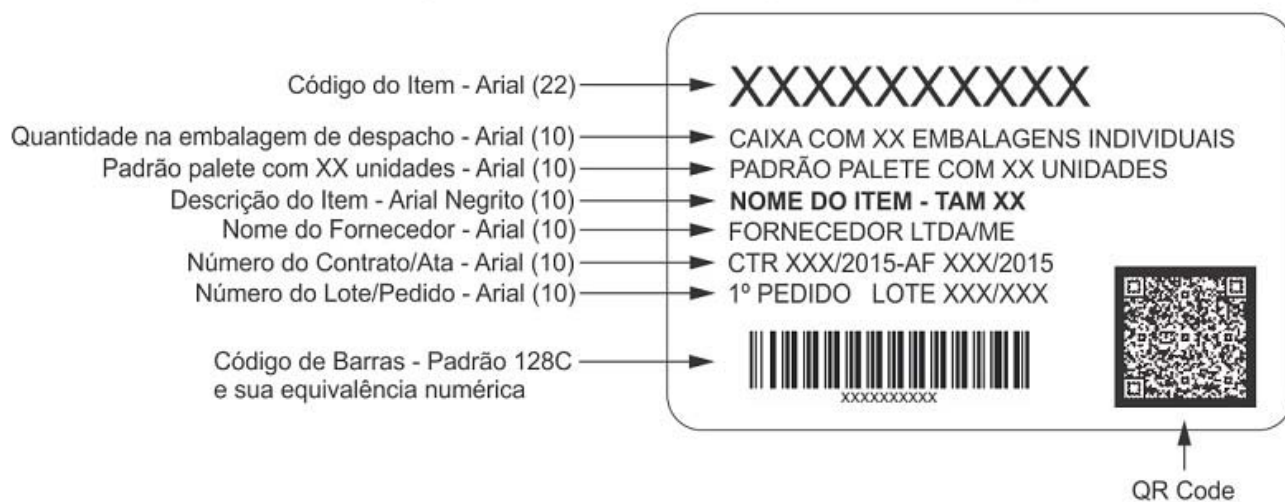 Código do Item - Arial (22)
XXXXXXXXXX
Quantidade na embalagem de despacho - Arial (10)
CAIXA COM XX EMBALAGENS INDIVIDUAIS
Padrão palete com XX unidades - Arial (10)
PADRÃO PALETE COM XX UNIDADES
Descrição do Item - Arial Negrito (10)
NOME DO ITEM - TAM XX
Nome do Fornecedor - Arial (10)
FORNECEDOR LTDA/ME
Número do Contrato/Ata - Arial (10)
CTR XXX/2015-AF XXX/2015
Número do Lote/Pedido - Arial (10)
1º PEDIDO LOTE XXX/XXX
Código de Barras - Padrão 128C
e sua equivalência numérica
XXXXXXXXXX
QR Code